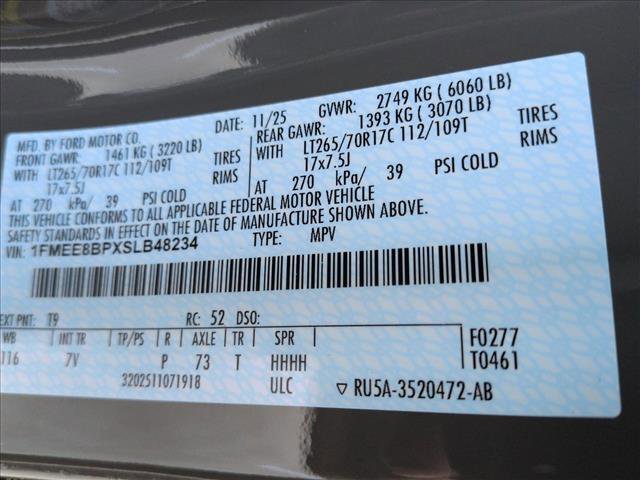 MFD. BY FORD MOTOR CO.
DATE: 11/25 GVWR: 2749 KG ( 6060 LB)
FRONT GAWR: 1461 KG ( 3220 LB) REAR GAWR: 1393 KG ( 3070 LB)
WITH LT265/70R17C 112/109T TIRES WITH LT265/70R17C 112/109T TIRES
17x7.5J RIMS 17x7.5J RIMS
AT 270 kPa/ 39 PSI COLD AT 270 kPa/ 39 PSI COLD
THIS VEHICLE CONFORMS TO ALL APPLICABLE FEDERAL MOTOR VEHICLE
SAFETY STANDARDS IN EFFECT ON THE DATE OF MANUFACTURE SHOWN ABOVE.
VIN: 1FMEE8BPXSLB48234 TYPE: MPV
EXT PNT: T9 RC: 52 DSO:
WB INT TR TP/PS R AXLE TR SPR F0277
116 7V P 73 T HHHH T0461
3202511071918 ULC ▽ RU5A-3520472-AB